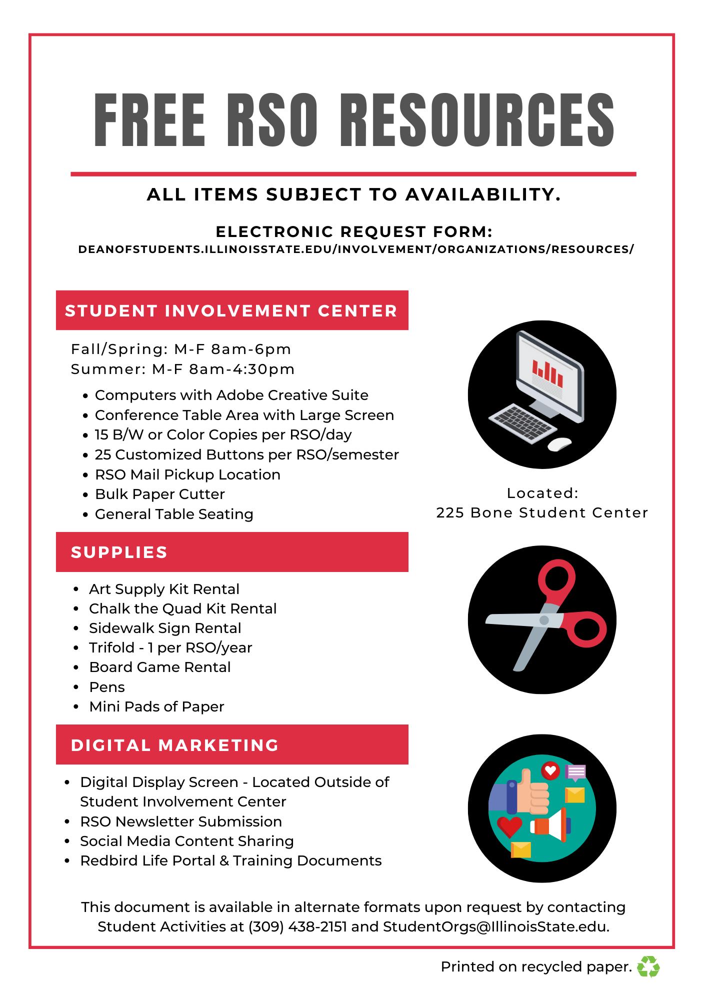 FREE RSO RESOURCES
ALL ITEMS SUBJECT TO AVAILABILITY.
ELECTRONIC REQUEST FORM:
DEANOFSTUDENTS.ILLINOISSTATE.EDU/INVOLVEMENT/ORGANIZATIONS/RESOURCES/
STUDENT INVOLVEMENT CENTER
Fall/Spring: M-F 8am-6pm
Summer: M-F 8am-4:30pm
• Computers with Adobe Creative Suite
• Conference Table Area with Large Screen
• 15 B/W or Color Copies per RSO/day
• 25 Customized Buttons per RSO/semester
• RSO Mail Pickup Location
• Bulk Paper Cutter
• General Table Seating
Located:
225 Bone Student Center
SUPPLIES
• Art Supply Kit Rental
• Chalk the Quad Kit Rental
• Sidewalk Sign Rental
• Trifold - 1 per RSO/year
• Board Game Rental
• Pens
• Mini Pads of Paper
DIGITAL MARKETING
• Digital Display Screen - Located Outside of
Student Involvement Center
• RSO Newsletter Submission
• Social Media Content Sharing
• Redbird Life Portal & Training Documents
This document is available in alternate formats upon request by contacting
Student Activities at (309) 438-2151 and StudentOrgs@IllinoisState.edu.
Printed on recycled paper.